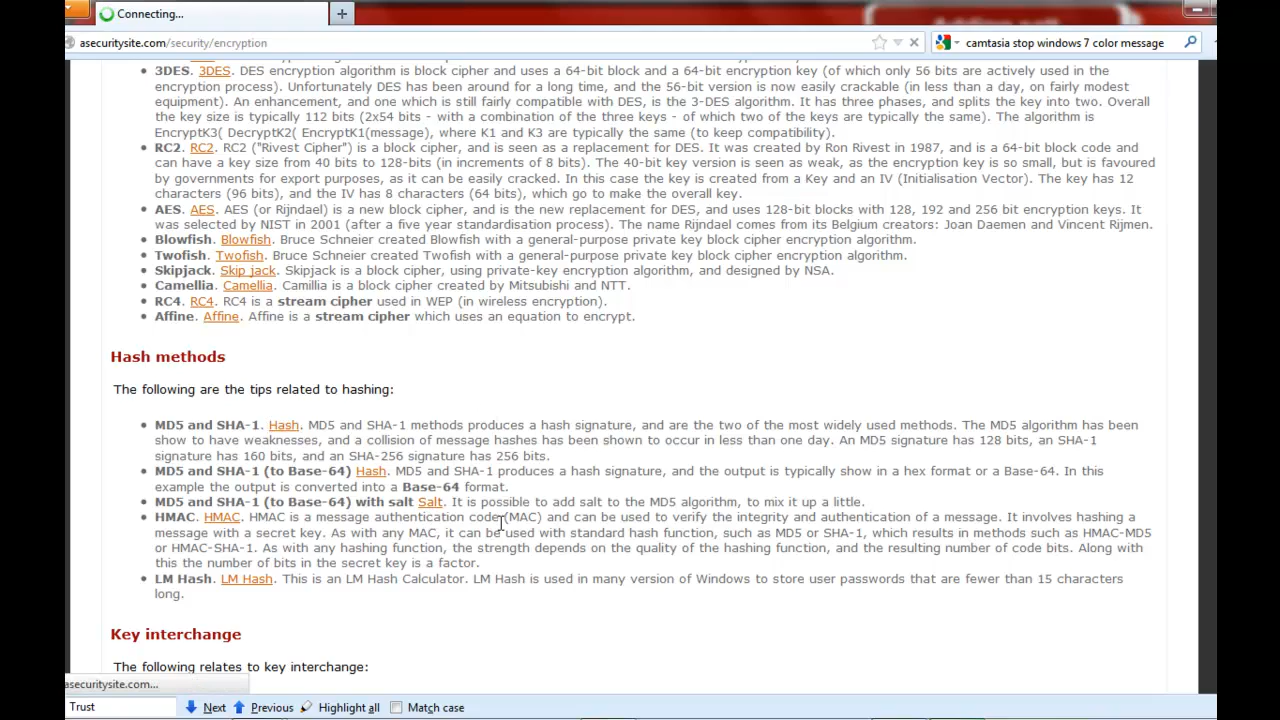 Connecting...
asecuritysite.com/security/encryption
camtasia stop windows 7 color message
3DES. 3DES. DES encryption algorithm is block cipher and uses a 64-bit block and a 64-bit encryption key (of which only 56 bits are actively used in the
encryption process). Unfortunately DES has been around for a long time, and the 56-bit version is now easily crackable (in less than a day, on fairly modest
equipment). An enhancement, and one which is still fairly compatible with DES, is the 3-DES algorithm. It has three phases, and splits the key into two. Overall
the key size is typically 112 bits (2x54 bits - with a combination of the three keys - of which two of the keys are typically the same). The algorithm is
EncryptK3( DecryptK2( EncryptK1(message), where K1 and K3 are typically the same (to keep compatibility).
RC2. RC2. RC2 ("Rivest Cipher") is a block cipher, and is seen as a replacement for DES. It was created by Ron Rivest in 1987, and is a 64-bit block code and
can have a key size from 40 bits to 128-bits (in increments of 8 bits). The 40-bit key version is seen as weak, as the encryption key is so small, but is favoured
by governments for export purposes, as it can be easily cracked. In this case the key is created from a Key and an IV (Initialisation Vector). The key has 12
characters (96 bits), and the IV has 8 characters (64 bits), which go to make the overall key.
AES. AES. AES (or Rijndael) is a new block cipher, and is the new replacement for DES, and uses 128-bit blocks with 128, 192 and 256 bit encryption keys. It
was selected by NIST in 2001 (after a five year standardisation process). The name Rijndael comes from its Belgium creators: Joan Daemen and Vincent Rijmen.
Blowfish. Blowfish. Bruce Schneier created Blowfish with a general-purpose private key block cipher encryption algorithm.
Twofish. Twofish. Bruce Schneier created Twofish with a general-purpose private key block cipher encryption algorithm.
Skipjack. Skip jack. Skipjack is a block cipher, using private-key encryption algorithm, and designed by NSA.
Camellia. Camellia. Camillia is a block cipher created by Mitsubishi and NTT.
RC4. RC4. RC4 is a stream cipher used in WEP (in wireless encryption).
Affine. Affine. Affine is a stream cipher which uses an equation to encrypt.
Hash methods
The following are the tips related to hashing:
MD5 and SHA-1. Hash. MD5 and SHA-1 methods produces a hash signature, and are the two of the most widely used methods. The MD5 algorithm has been
show to have weaknesses, and a collision of message hashes has been shown to occur in less than one day. An MD5 signature has 128 bits, an SHA-1
signature has 160 bits, and an SHA-256 signature has 256 bits.
MD5 and SHA-1 (to Base-64) Hash. MD5 and SHA-1 produces a hash signature, and the output is typically show in a hex format or a Base-64. In this
example the output is converted into a Base-64 format.
MD5 and SHA-1 (to Base-64) with salt Salt. It is possible to add salt to the MD5 algorithm, to mix it up a little.
HMAC. HMAC. HMAC is a message authentication code (MAC) and can be used to verify the integrity and authentication of a message. It involves hashing a
message with a secret key. As with any MAC, it can be used with standard hash function, such as MD5 or SHA-1, which results in methods such as HMAC-MD5
or HMAC-SHA-1. As with any hashing function, the strength depends on the quality of the hashing function, and the resulting number of code bits. Along with
this the number of bits in the secret key is a factor.
LM Hash. LM Hash. This is an LM Hash Calculator. LM Hash is used in many version of Windows to store user passwords that are fewer than 15 characters
long.
Key interchange
The following relates to key interchange:
asecuritysite.com...
Trust Next Previous Highlight all Match case